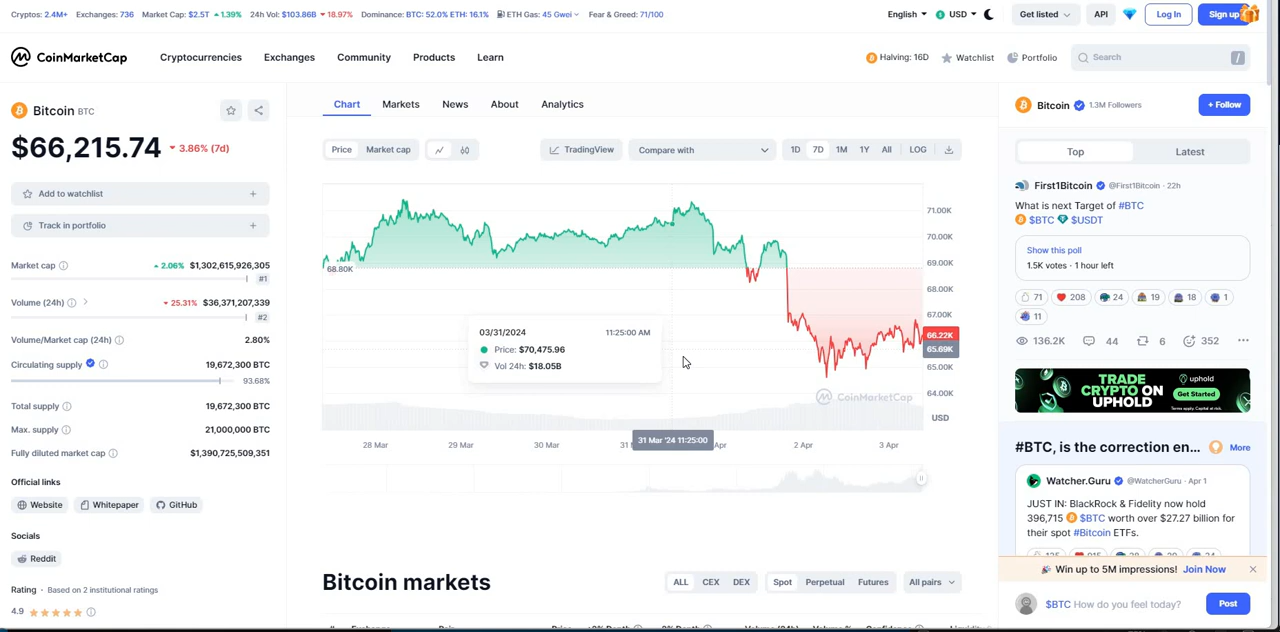 Cryptos: 2.4M+ Exchanges: 736 Market Cap: $2.5T 1.39% 24h Vol: $103.86B 18.97% Dominance: BTC: 52.0% ETH: 16.1% ETH Gas: 45 Gwei Fear & Greed: 71/100
English USD Get listed API Log In Sign up
CoinMarketCap Cryptocurrencies Exchanges Community Products Learn
Halving: 16D Watchlist Portfolio Search /
Bitcoin BTC
$66,215.74 3.86% (7d)
Add to watchlist +
Track in portfolio +
Market cap 2.06% $1,302,615,926,305
#1
Volume (24h) 25.31% $36,371,207,339
#2
Volume/Market cap (24h) 2.80%
Circulating supply 19,672,300 BTC
93.68%
Total supply 19,672,300 BTC
Max. supply 21,000,000 BTC
Fully diluted market cap $1,390,725,509,351
Official links
Website Whitepaper GitHub
Socials
Reddit
Rating · Based on 2 institutional ratings
4.9
Chart Markets News About Analytics
Price Market cap TradingView Compare with 1D 7D 1M 1Y All LOG
71.00K
70.00K
69.00K
68.80K
68.00K
67.00K
66.22K
65.69K
65.00K
64.00K
USD
03/31/2024 11:25:00 AM
Price: $70,475.96
Vol 24h: $18.05B
CoinMarketCap
28 Mar 29 Mar 30 Mar 31 31 Mar '24 11:25:00 Apr 2 Apr 3 Apr
Bitcoin markets
ALL CEX DEX Spot Perpetual Futures All pairs
Bitcoin 1.3M Followers + Follow
Top Latest
First1Bitcoin @First1Bitcoin · 22h
What is next Target of #BTC
$BTC $USDT
Show this poll
1.5K votes · 1 hour left
71 208 24 19 18 1
11
136.2K 44 6 352
TRADE CRYPTO ON UPHOLD
uphold
Get Started
Terms apply. Capital at risk.
#BTC, is the correction en... More
Watcher.Guru @WatcherGuru · Apr 1
JUST IN: BlackRock & Fidelity now hold
396,715 $BTC worth over $27.27 billion for
their spot #Bitcoin ETFs.
Win up to 5M impressions! Join Now
$BTC How do you feel today? Post